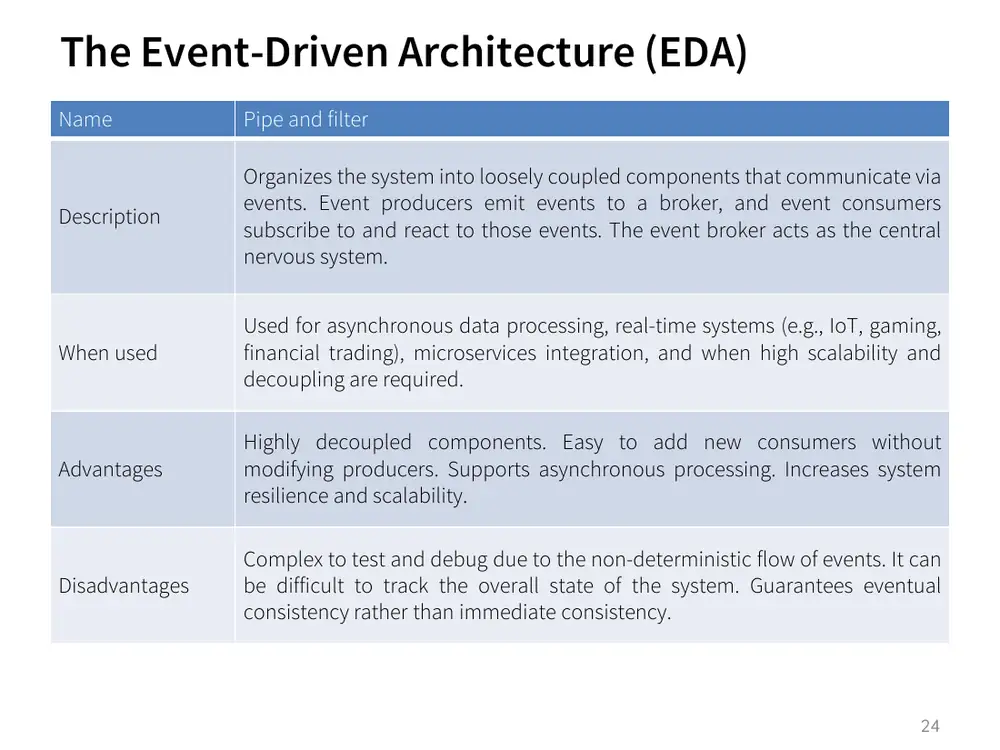 The Event-Driven Architecture (EDA)
Name
Pipe and filter
Description
Organizes the system into loosely coupled components that communicate via
events. Event producers emit events to a broker, and event consumers
subscribe to and react to those events. The event broker acts as the central
nervous system.
When used
Used for asynchronous data processing, real-time systems (e.g., IoT, gaming,
financial trading), microservices integration, and when high scalability and
decoupling are required.
Advantages
Highly decoupled components. Easy to add new consumers without
modifying producers. Supports asynchronous processing. Increases system
resilience and scalability.
Disadvantages
Complex to test and debug due to the non-deterministic flow of events. It can
be difficult to track the overall state of the system. Guarantees eventual
consistency rather than immediate consistency.
24